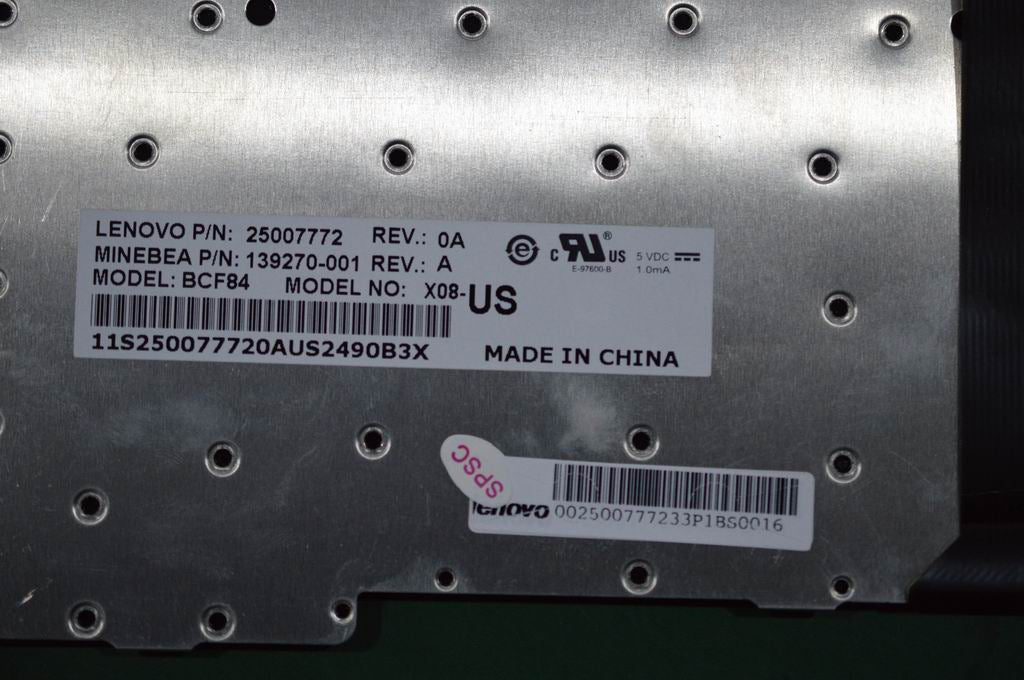 LENOVO P/N: 25007772 REV.: 0A
MINEBEA P/N: 139270-001 REV.: A
MODEL: BCF84 MODEL NO: X08-US
11S250077720AUS2490B3X
MADE IN CHINA
e
c RU® US
E-97600-B
5 VDC
1.0mA
SPSC
lenovo 002500777233P1BS0016